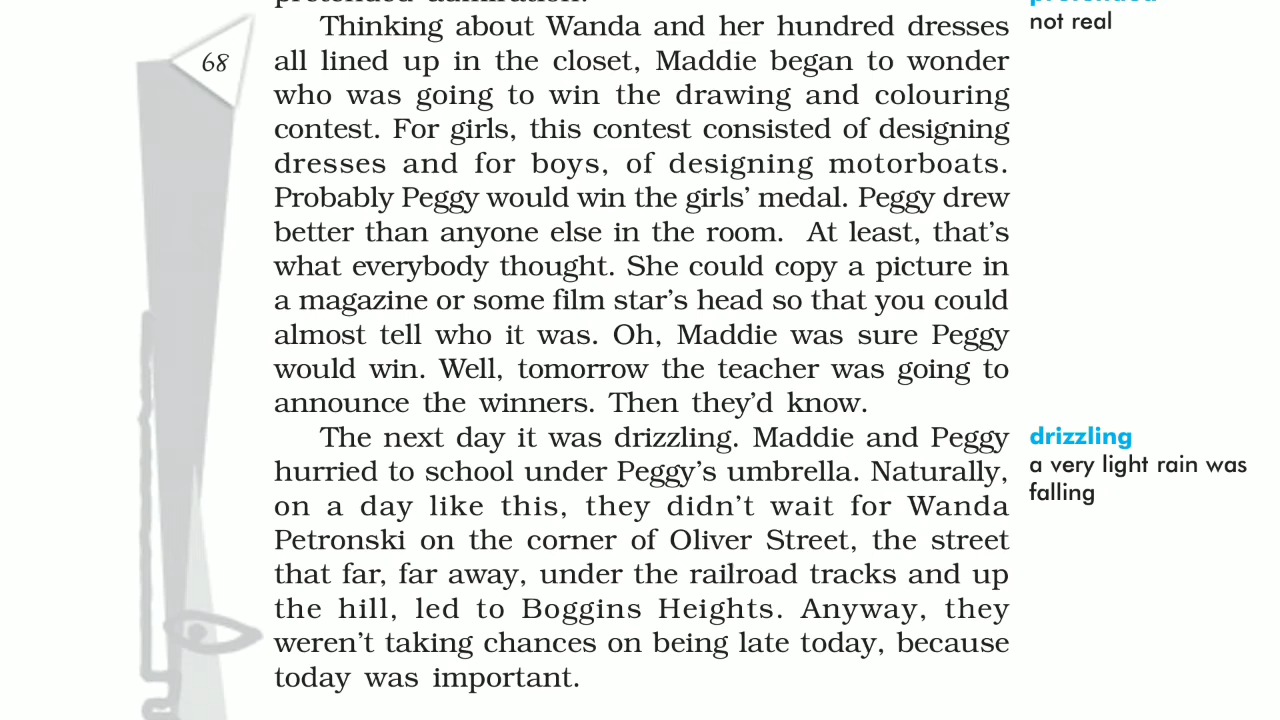 not real
68
Thinking about Wanda and her hundred dresses
all lined up in the closet, Maddie began to wonder
who was going to win the drawing and colouring
contest. For girls, this contest consisted of designing
dresses and for boys, of designing motorboats.
Probably Peggy would win the girls’ medal. Peggy drew
better than anyone else in the room. At least, that’s
what everybody thought. She could copy a picture in
a magazine or some film star’s head so that you could
almost tell who it was. Oh, Maddie was sure Peggy
would win. Well, tomorrow the teacher was going to
announce the winners. Then they’d know.
The next day it was drizzling. Maddie and Peggy
hurried to school under Peggy’s umbrella. Naturally,
on a day like this, they didn’t wait for Wanda
Petronski on the corner of Oliver Street, the street
that far, far away, under the railroad tracks and up
the hill, led to Boggins Heights. Anyway, they
weren’t taking chances on being late today, because
today was important.
drizzling
a very light rain was
falling